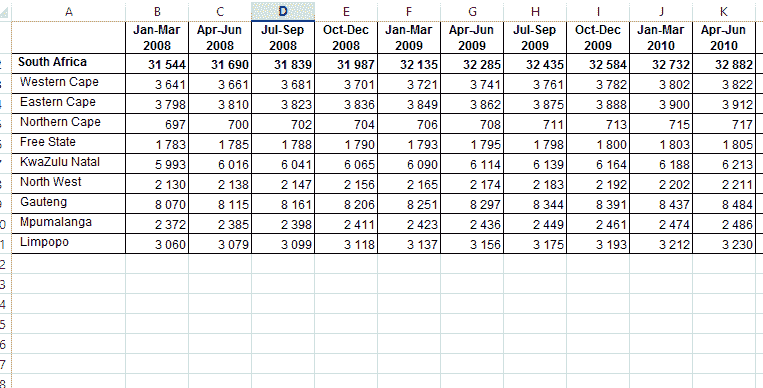 A B C D E F G H I J K
Jan-Mar Apr-Jun Jul-Sep Oct-Dec Jan-Mar Apr-Jun Jul-Sep Oct-Dec Jan-Mar Apr-Jun
2008 2008 2008 2008 2009 2009 2009 2009 2010 2010
South Africa 31 544 31 690 31 839 31 987 32 135 32 285 32 435 32 584 32 732 32 882
Western Cape 3 641 3 661 3 681 3 701 3 721 3 741 3 761 3 782 3 802 3 822
Eastern Cape 3 798 3 810 3 823 3 836 3 849 3 862 3 875 3 888 3 900 3 912
Northern Cape 697 700 702 704 706 708 711 713 715 717
Free State 1 783 1 785 1 788 1 790 1 793 1 795 1 798 1 800 1 803 1 805
KwaZulu Natal 5 993 6 016 6 041 6 065 6 090 6 114 6 139 6 164 6 188 6 213
North West 2 130 2 138 2 147 2 156 2 165 2 174 2 183 2 192 2 202 2 211
Gauteng 8 070 8 115 8 161 8 206 8 251 8 297 8 344 8 391 8 437 8 484
Mpumalanga 2 372 2 385 2 398 2 411 2 423 2 436 2 449 2 461 2 474 2 486
Limpopo 3 060 3 079 3 099 3 118 3 137 3 156 3 175 3 193 3 212 3 230
2
3
4
5
6
7
8